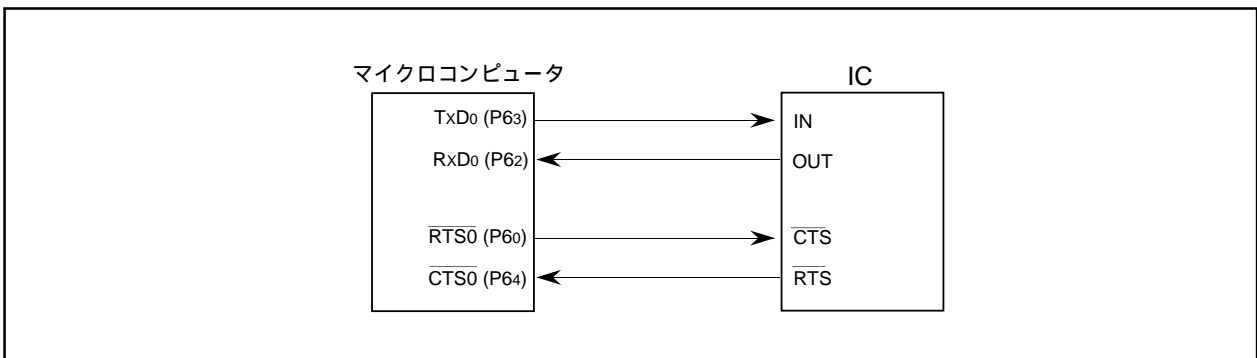 マイクロコンピュータ
IC
TxD0 (P63)
IN
RxD0 (P62)
OUT
RTS0 (P60)
CTS
CTS0 (P64)
RTS